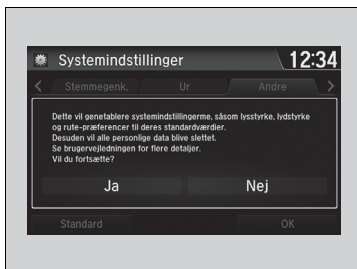 Systemindstillinger
12:34
Stemmegenk.
Ur
Andre
Dette vil genetablere systemindstillingerme, såsom lysstyrke, lydstyrke
og rute-præferencer til deres standardværdier.
Desuden vil alle personlige data blive slettet.
Se brugervejledningen for flere detaljer.
Vil du fortsætte?
Ja
Nej
Standard
OK